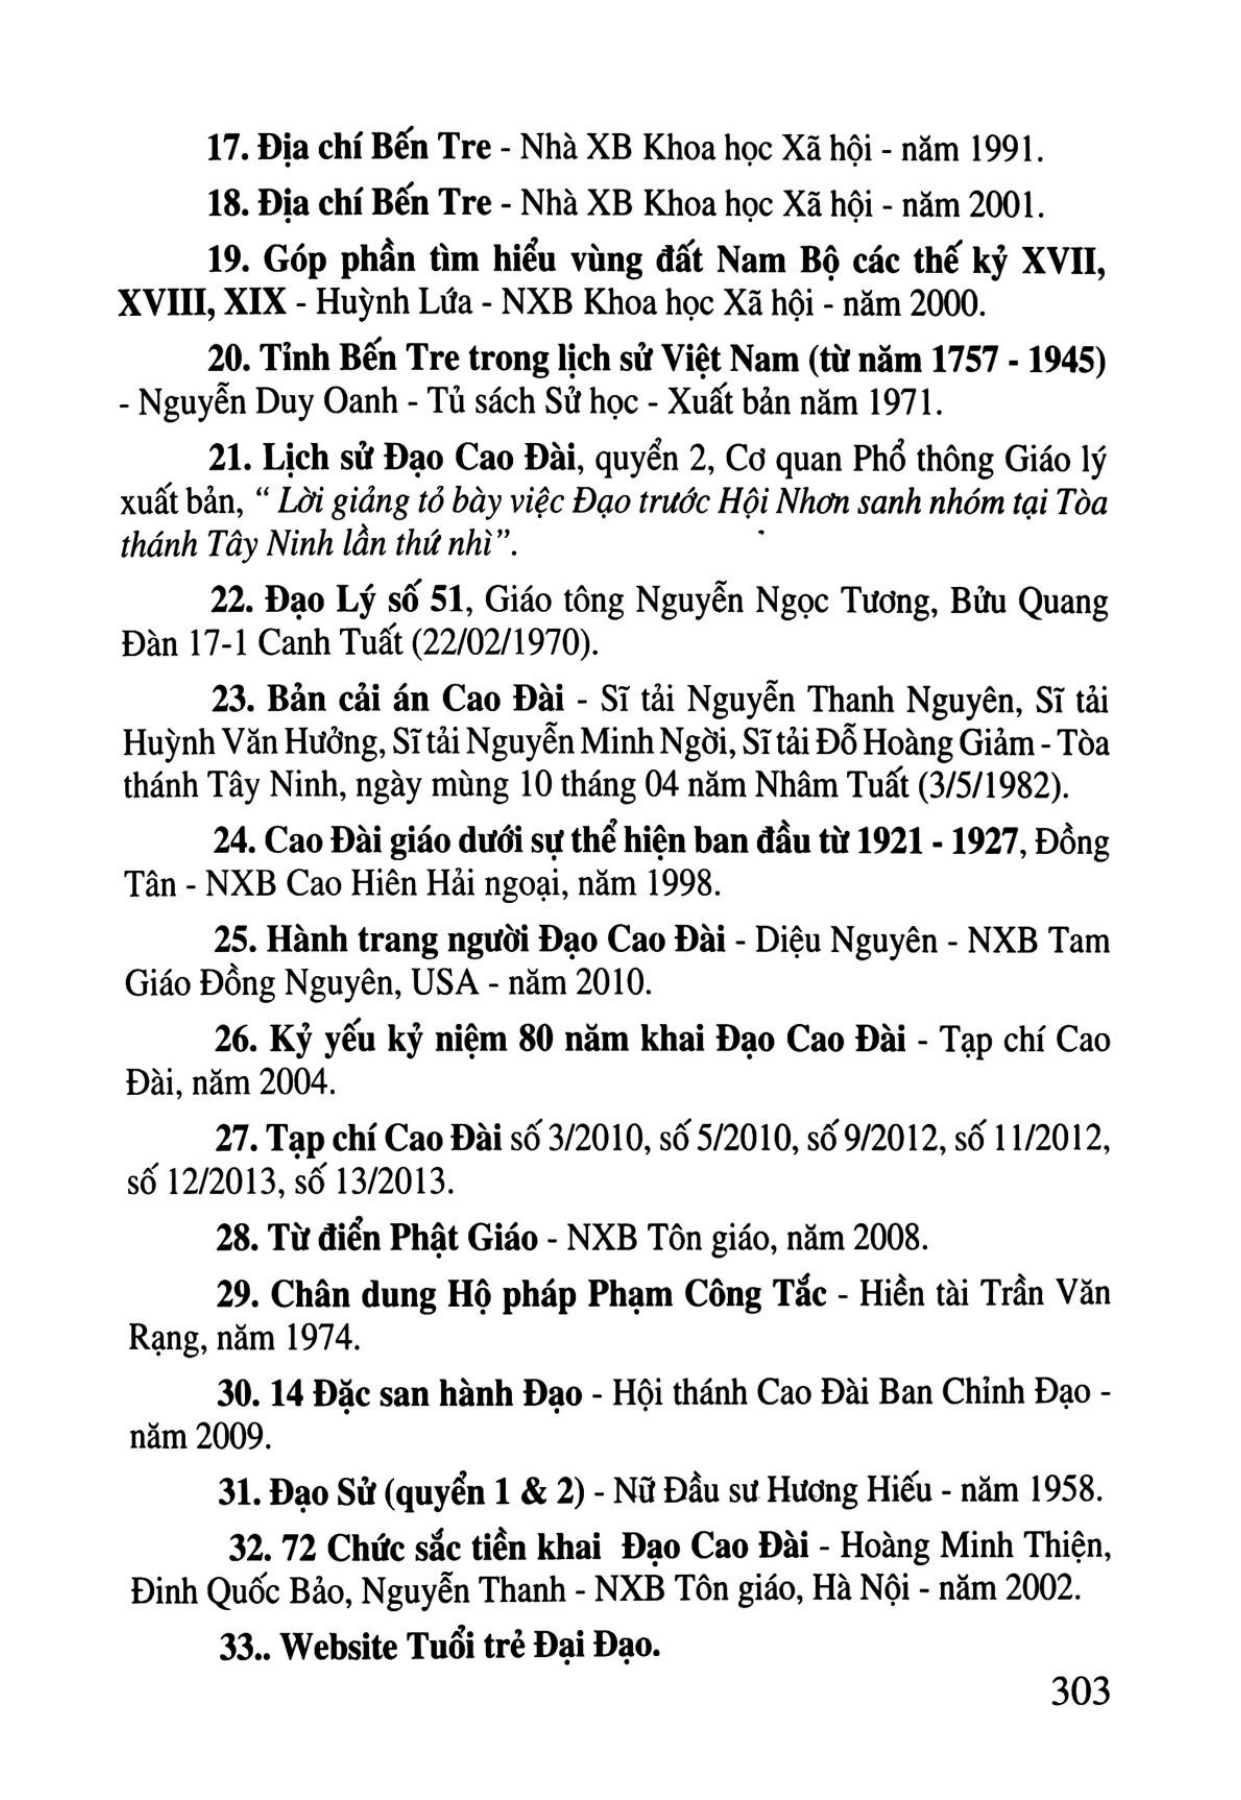 17. Địa chí Bến Tre - Nhà XB Khoa học Xã hội - năm 1991.
18. Địa chí Bến Tre - Nhà XB Khoa học Xã hội - năm 2001.
19. Góp phần tìm hiểu vùng đất Nam Bộ các thế kỷ XVII,
XVIII, XIX - Huỳnh Lứa - NXB Khoa học Xã hội - năm 2000.
20. Tỉnh Bến Tre trong lịch sử Việt Nam (từ năm 1757 - 1945)
- Nguyễn Duy Oanh - Tủ sách Sử học - Xuất bản năm 1971.
21. Lịch sử Đạo Cao Đài, quyển 2, Cơ quan Phổ thông Giáo lý
xuất bản, “ Lời giảng tỏ bày việc Đạo trước Hội Nhơn sanh nhóm tại Tòa
thánh Tây Ninh lần thứ nhì”.
22. Đạo Lý số 51, Giáo tông Nguyễn Ngọc Tương, Bửu Quang
Đàn 17-1 Canh Tuất (22/02/1970).
23. Bản cải án Cao Đài - Sĩ tải Nguyễn Thanh Nguyên, Sĩ tải
Huỳnh Văn Hưởng, Sĩ tải Nguyễn Minh Ngời, Sĩ tải Đỗ Hoàng Giảm - Tòa
thánh Tây Ninh, ngày mùng 10 tháng 04 năm Nhâm Tuất (3/5/1982).
24. Cao Đài giáo dưới sự thể hiện ban đầu từ 1921 - 1927, Đồng
Tân - NXB Cao Hiên Hải ngoại, năm 1998.
25. Hành trang người Đạo Cao Đài - Diệu Nguyên - NXB Tam
Giáo Đồng Nguyên, USA - năm 2010.
26. Kỷ yếu kỷ niệm 80 năm khai Đạo Cao Đài - Tạp chí Cao
Đài, năm 2004.
27. Tạp chí Cao Đài số 3/2010, số 5/2010, số 9/2012, số 11/2012,
số 12/2013, số 13/2013.
28. Từ điển Phật Giáo - NXB Tôn giáo, năm 2008.
29. Chân dung Hộ pháp Phạm Công Tắc - Hiền tài Trần Văn
Rạng, năm 1974.
30. 14 Đặc san hành Đạo - Hội thánh Cao Đài Ban Chỉnh Đạo -
năm 2009.
31. Đạo Sử (quyển 1 & 2) - Nữ Đầu sư Hương Hiếu - năm 1958.
32. 72 Chức sắc tiền khai  Đạo Cao Đài - Hoàng Minh Thiện,
Đinh Quốc Bảo, Nguyễn Thanh - NXB Tôn giáo, Hà Nội - năm 2002.
33.. Website Tuổi trẻ Đại Đạo.
303